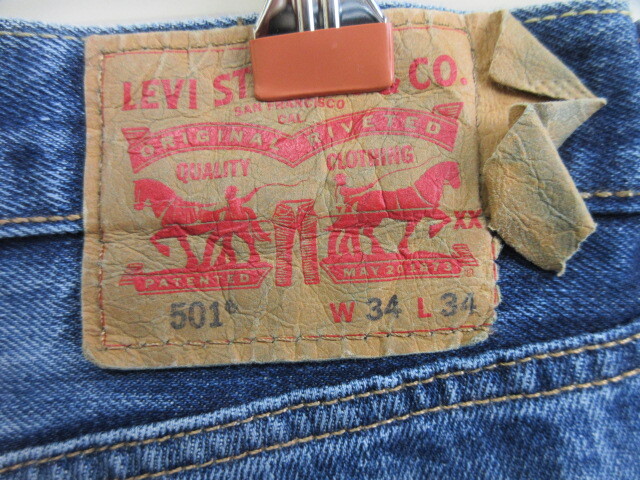 LEVI ST & CO.
SAN FRANCISCO
CAL
ORIGINAL RIVETED
QUALITY CLOTHING
XX
PATENTED MAY 20 1873
501® W 34 L 34